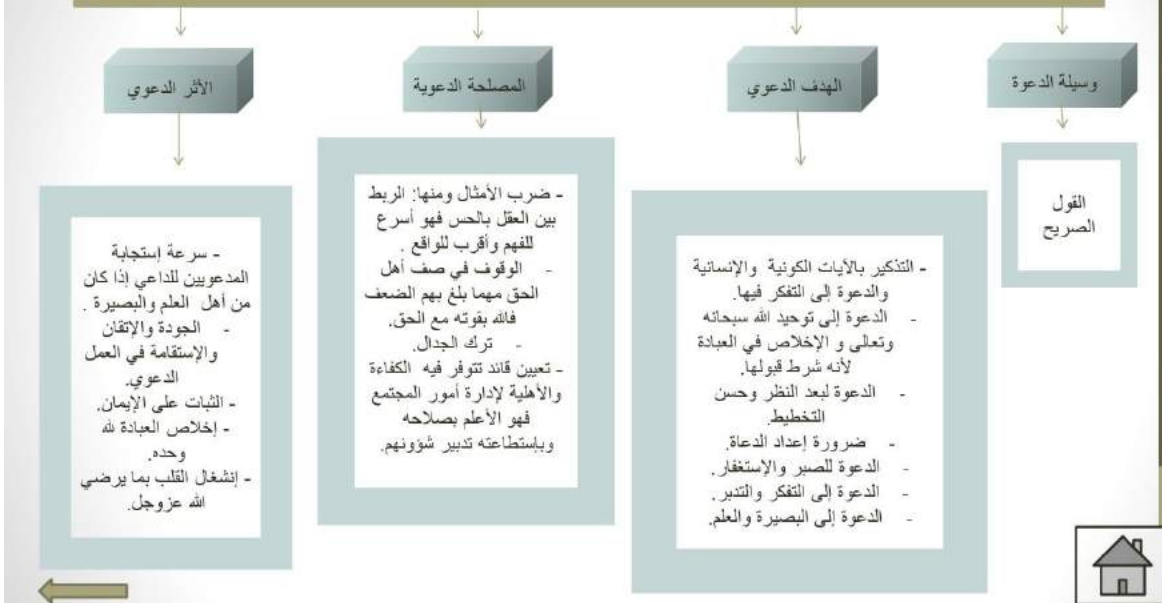 وسيلة الدعوة
القول
الصريح
الهدف الدعوي
- التذكير بالآيات الكونية والإنسانية
والدعوة إلى التفكر فيها.
- الدعوة إلى توحيد الله سبحانه
وتعالى و الإخلاص في العبادة
لأنه شرط قبولها.
- الدعوة لبعد النظر وحسن
التخطيط.
- ضرورة إعداد الدعاة.
- الدعوة للصبر والإستغفار.
- الدعوة إلى التفكر والتدبر.
- الدعوة إلى البصيرة والعلم.
المصلحة الدعوية
- ضرب الأمثال ومنها: الربط
بين العقل بالحس فهو أسرع
للفهم وأقرب للواقع .
- الوقوف في صف أهل
الحق مهما بلغ بهم الضعف
فالله بقوته مع الحق.
- ترك الجدال.
- تعيين قائد تتوفر فيه الكفاءة
والأهلية لإدارة أمور المجتمع
فهو الأعلم بصلاحه
وبإستطاعته تدبير شؤونهم.
الأثر الدعوي
- سرعة إستجابة
المدعويين للداعي إذا كان
من أهل العلم والبصيرة .
- الجودة والإتقان
والإستقامة في العمل
الدعوي.
- الثبات على الإيمان.
- إخلاص العبادة لله
وحده.
- إنشغال القلب بما يرضي
الله عزوجل.